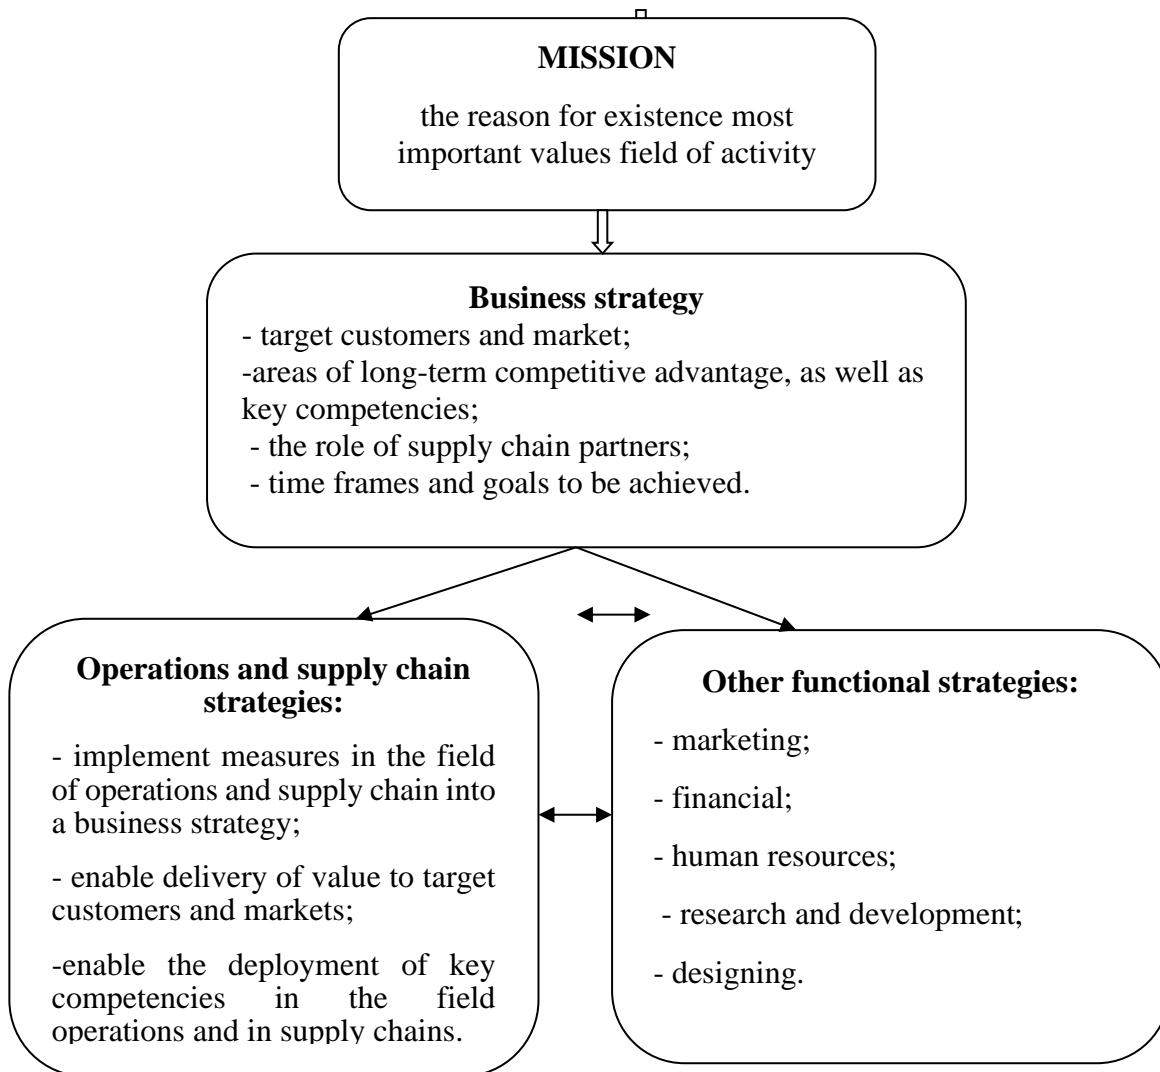 MISSION
the reason for existence most
important values field of activity
Business strategy
- target customers and market;
-areas of long-term competitive advantage, as well as
key competencies;
- the role of supply chain partners;
- time frames and goals to be achieved.
Operations and supply chain
strategies:
- implement measures in the field
of operations and supply chain into
a business strategy;
- enable delivery of value to target
customers and markets;
-enable the deployment of key
competencies in the field
operations and in supply chains.
Other functional strategies:
- marketing;
- financial;
- human resources;
- research and development;
- designing.